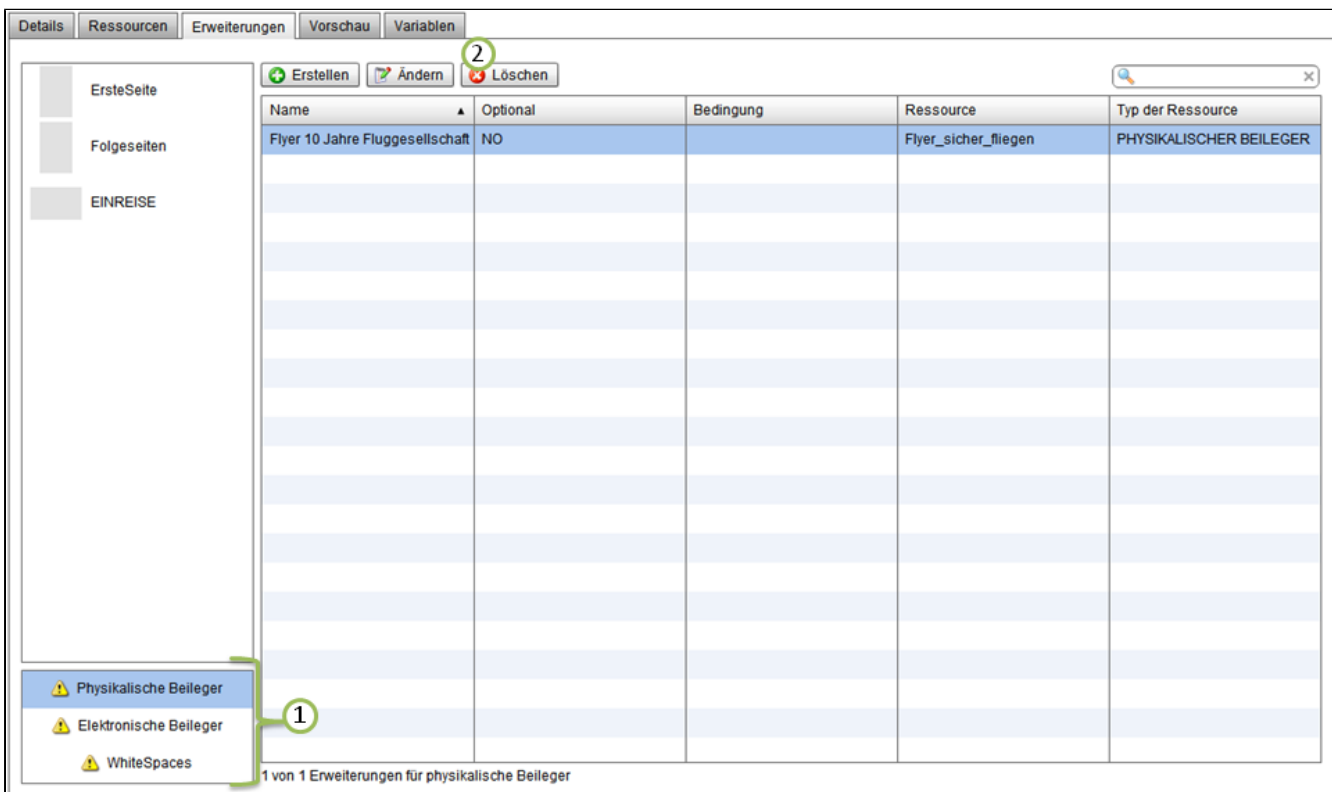 Details Ressourcen Erweiterungen Vorschau Variablen
2
Erstellen Ändern Löschen
ErsteSeite
Folgeseiten
EINREISE
Name Optional Bedingung Ressource Typ der Ressource
Flyer 10 Jahre Fluggesellschaft NO Flyer_sicher_fliegen PHYSIKALISCHER BEILEGER
Physikalische Beileger
Elektronische Beileger
WhiteSpaces
1
1 von 1 Erweiterungen für physikalische Beileger